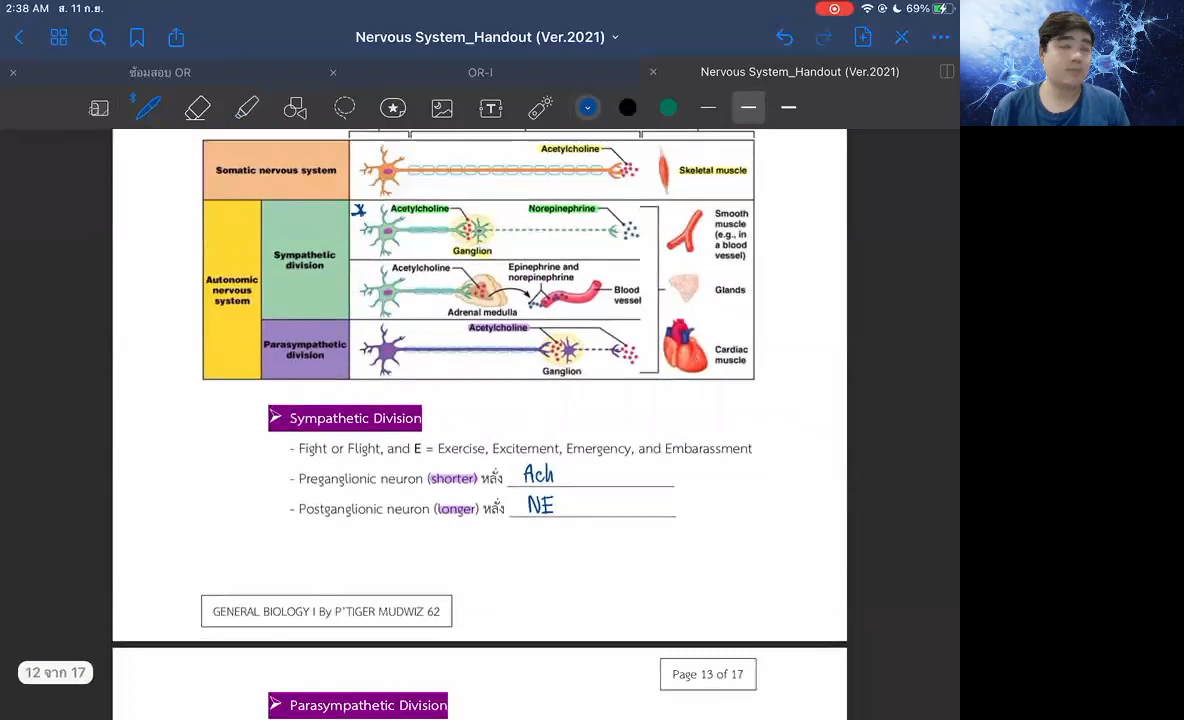 2:38 AM ส. 11 ก.ย.
69%
Nervous System_Handout (Ver.2021)
ซ้อมสอบ OR
OR-I
Nervous System_Handout (Ver.2021)
Somatic nervous system
Acetylcholine
Skeletal muscle
Autonomic nervous system
Sympathetic division
Acetylcholine
Norepinephrine
Ganglion
Smooth muscle (e.g., in a blood vessel)
Acetylcholine
Epinephrine and norepinephrine
Blood vessel
Adrenal medulla
Glands
Parasympathetic division
Acetylcholine
Ganglion
Cardiac muscle
➤ Sympathetic Division
- Fight or Flight, and E = Exercise, Excitement, Emergency, and Embarassment
- Preganglionic neuron (shorter) หลั่ง Ach
- Postganglionic neuron (longer) หลั่ง NE
GENERAL BIOLOGY I By P'TIGER MUDWIZ 62
12 จาก 17
Page 13 of 17
➤ Parasympathetic Division